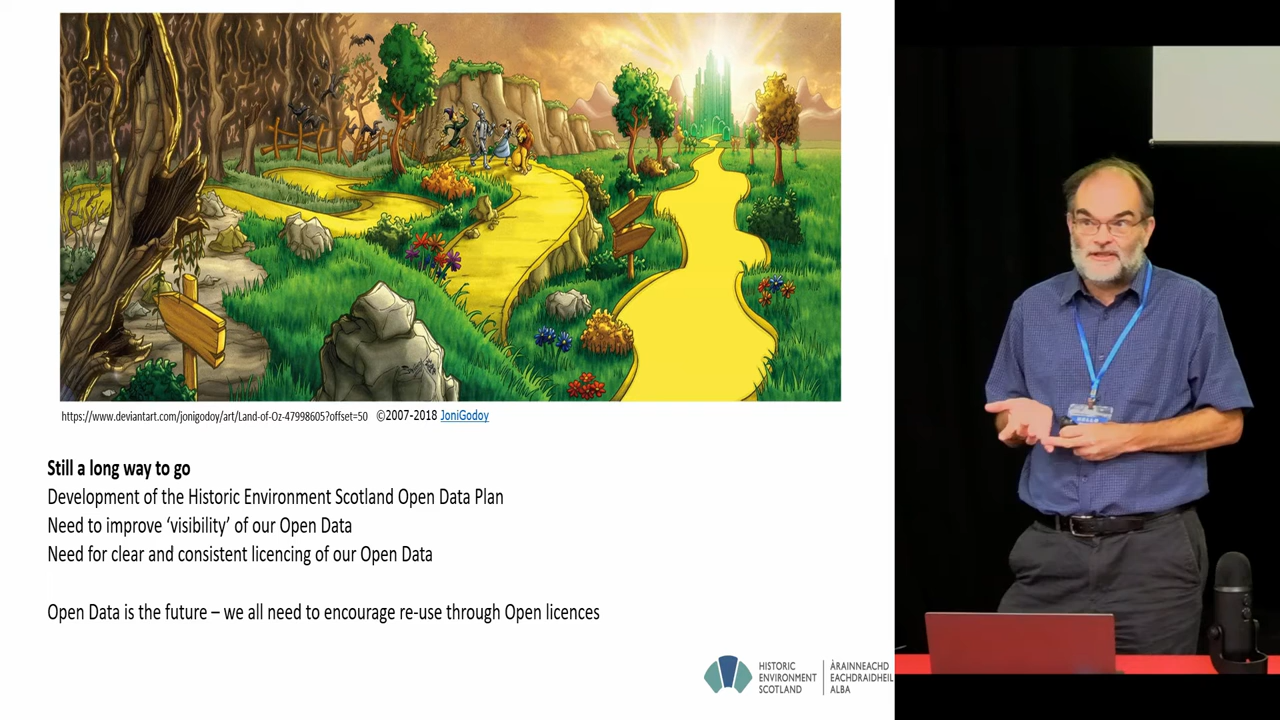 https://www.deviantart.com/jonigodoy/art/Land-of-Oz-47998605?offset=50 ©2007-2018 JoniGodoy
Still a long way to go
Development of the Historic Environment Scotland Open Data Plan
Need to improve ‘visibility’ of our Open Data
Need for clear and consistent licencing of our Open Data
Open Data is the future – we all need to encourage re-use through Open licences
HISTORIC
ENVIRONMENT
SCOTLAND
ÀRAINNEACHD
EACHDRAIDHEIL
ALBA
HELLO